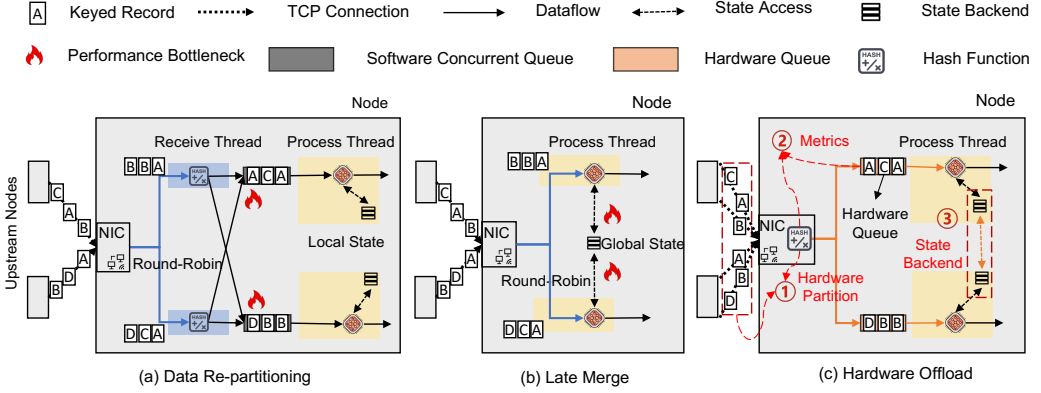 A Keyed Record TCP Connection Dataflow State Access State Backend
Performance Bottleneck Software Concurrent Queue Hardware Queue HASH +/× Hash Function
Upstream Nodes
Node
Receive Thread Process Thread
B B A HASH +/× A C A
C
A
B
NIC
Local State
Round-Robin
A
D
B
D C A HASH +/× D B B
(a) Data Re-partitioning
Node
Process Thread
B B A
C
A
B
NIC
Global State
Round-Robin
A
D
B
D C A
(b) Late Merge
Node
2 Metrics
Process Thread
A C A
C
A
B
Hardware
Queue
3
NIC HASH +/×
State
Backend
A
B
D
1 Hardware
Partition
D B B
(c) Hardware Offload